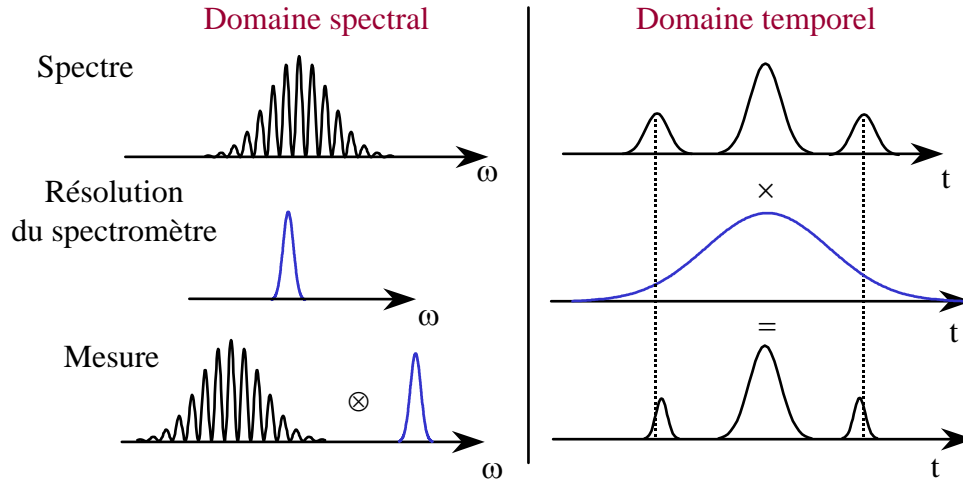 Domaine spectral
Domaine temporel
Spectre
ω
t
Résolution
du spectromètre
×
ω
t
Mesure
=
⊗
ω
t